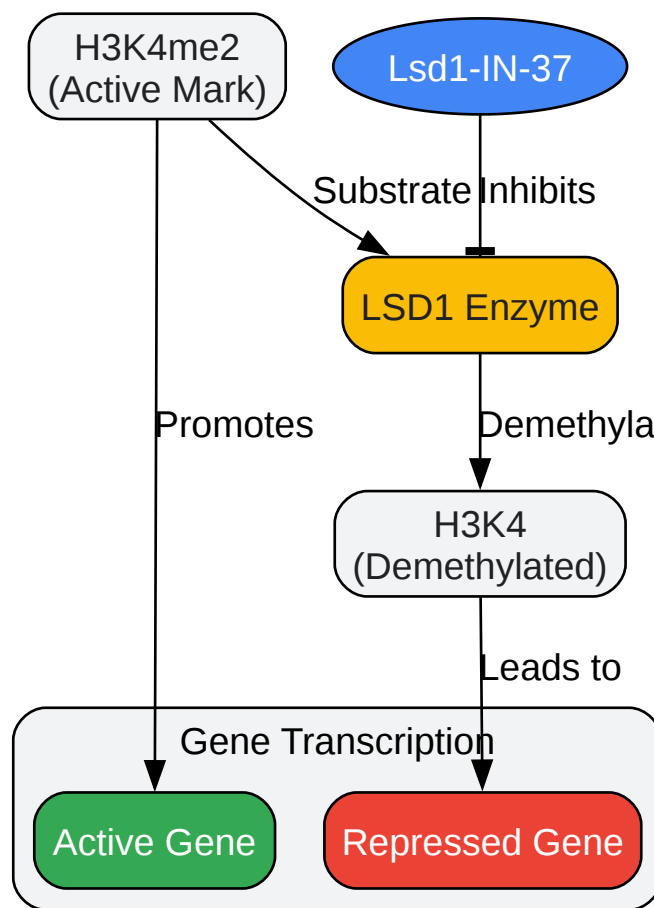 H3K4me2
(Active Mark)
Lsd1-IN-37
Substrate
Inhibits
LSD1 Enzyme
Promotes
Demethyla
H3K4
(Demethylated)
Leads to
Gene Transcription
Active Gene
Repressed Gene